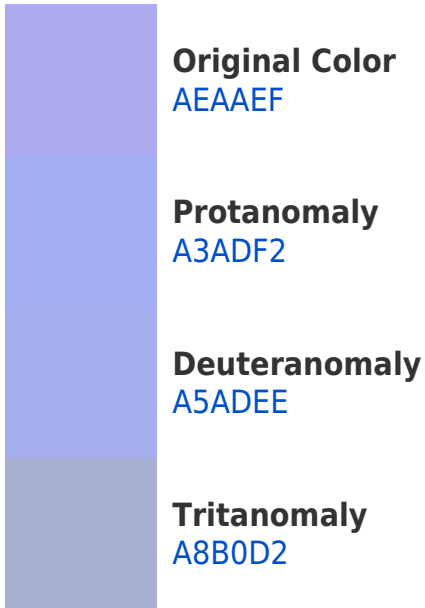 Original Color
AEAAEF
Protanomaly
A3ADF2
Deuteranomaly
A5ADEE
Tritanomaly
A8B0D2